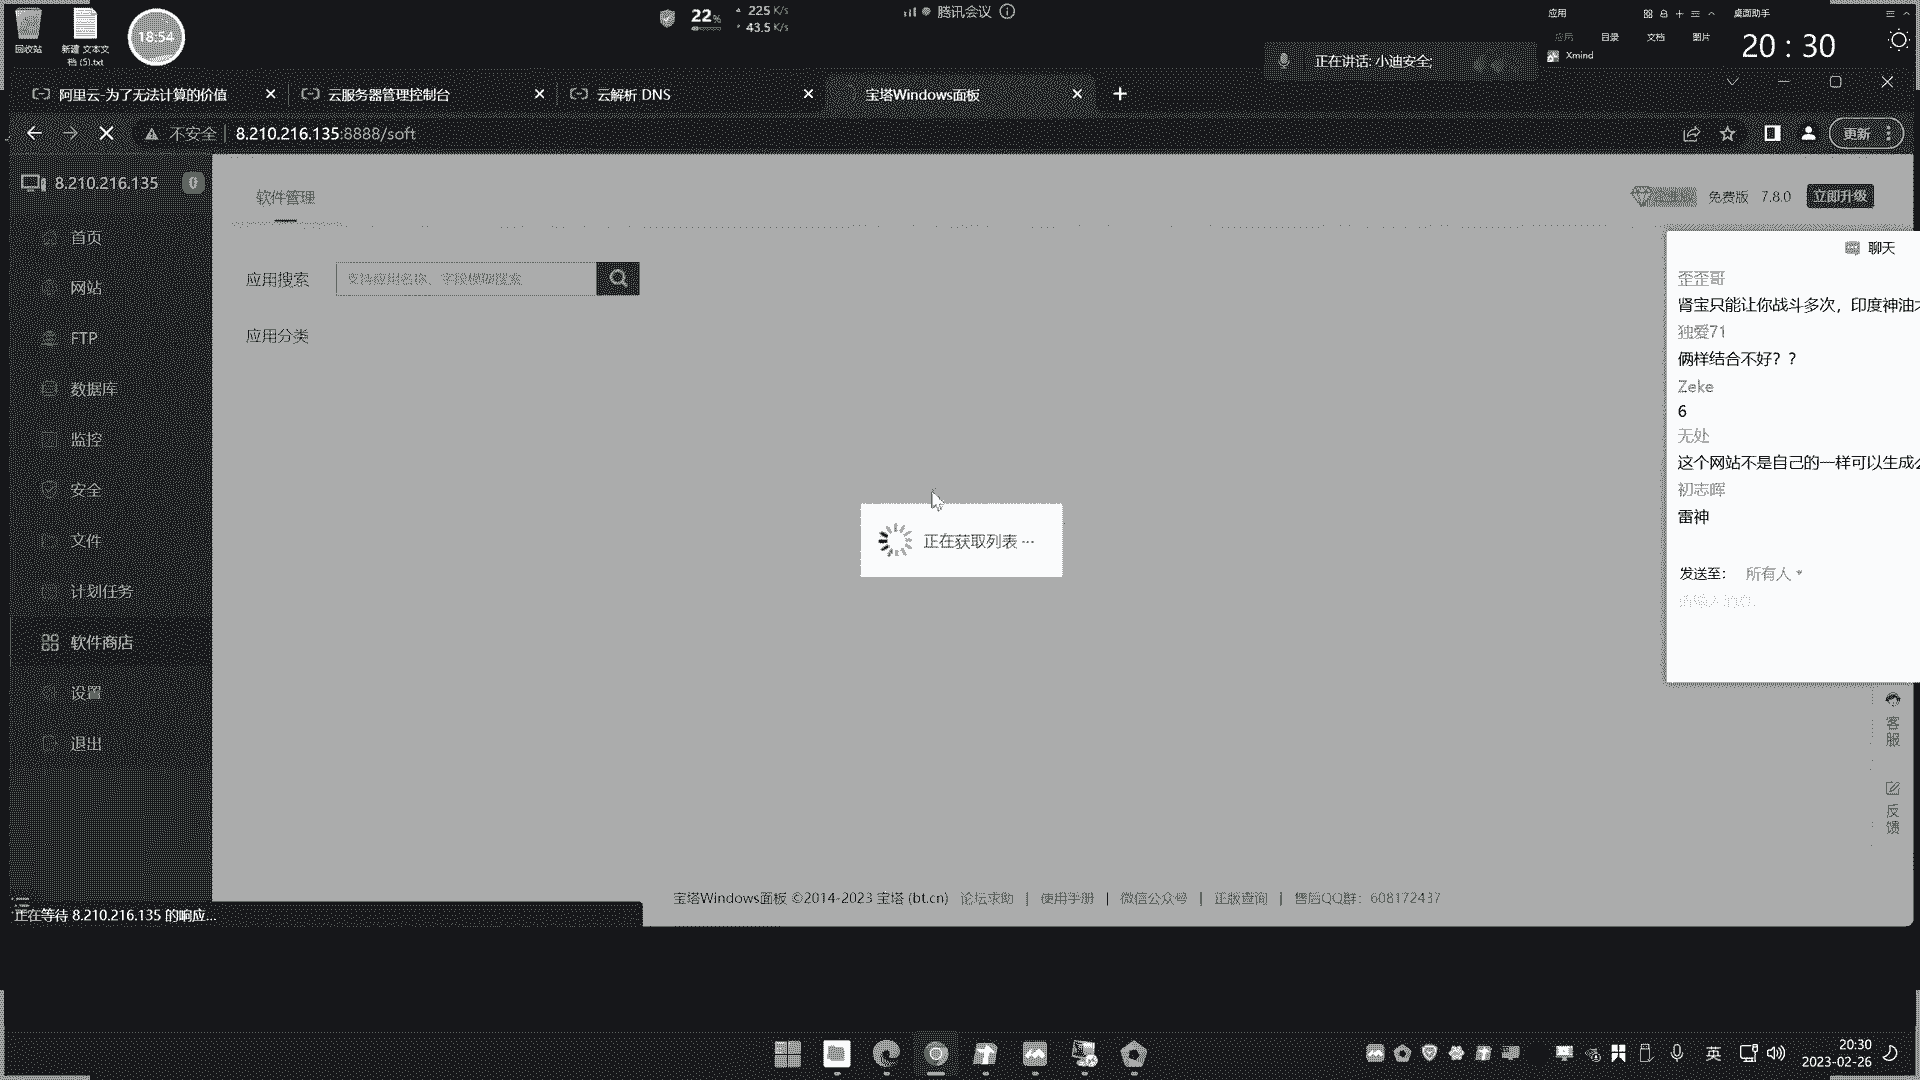 回收站
新建 文本文
档 (5).txt
18:54
22%
225 K/s
43.5 K/s
腾讯会议
正在讲话: 小迪安全;
应用
桌面助手
应用 目录 文档 图片
Xmind
20 : 30
阿里云-为了无法计算的价值
云服务器管理控制台
云解析 DNS
宝塔Windows面板
不安全
8.210.216.135:8888/soft
更新
8.210.216.135
0
首页
网站
FTP
数据库
监控
安全
文件
计划任务
软件商店
设置
退出
软件管理
免费版 7.8.0 立即升级
应用搜索
支持应用名称、字段模糊搜索
应用分类
正在获取列表 ...
聊天
歪歪哥
肾宝只能让你战斗多次，印度神油
独爱71
俩样结合不好？？
Zeke
6
无处
这个网站不是自己的一样可以生成
初志晖
雷神
发送至： 所有人
客服
反馈
宝塔Windows面板 ©2014-2023 宝塔 (bt.cn) 论坛求助 | 使用手册 | 微信公众号 | 正版查询 | 售后QQ群：608172437
正在等待 8.210.216.135 的响应...
英
20:30
2023-02-26